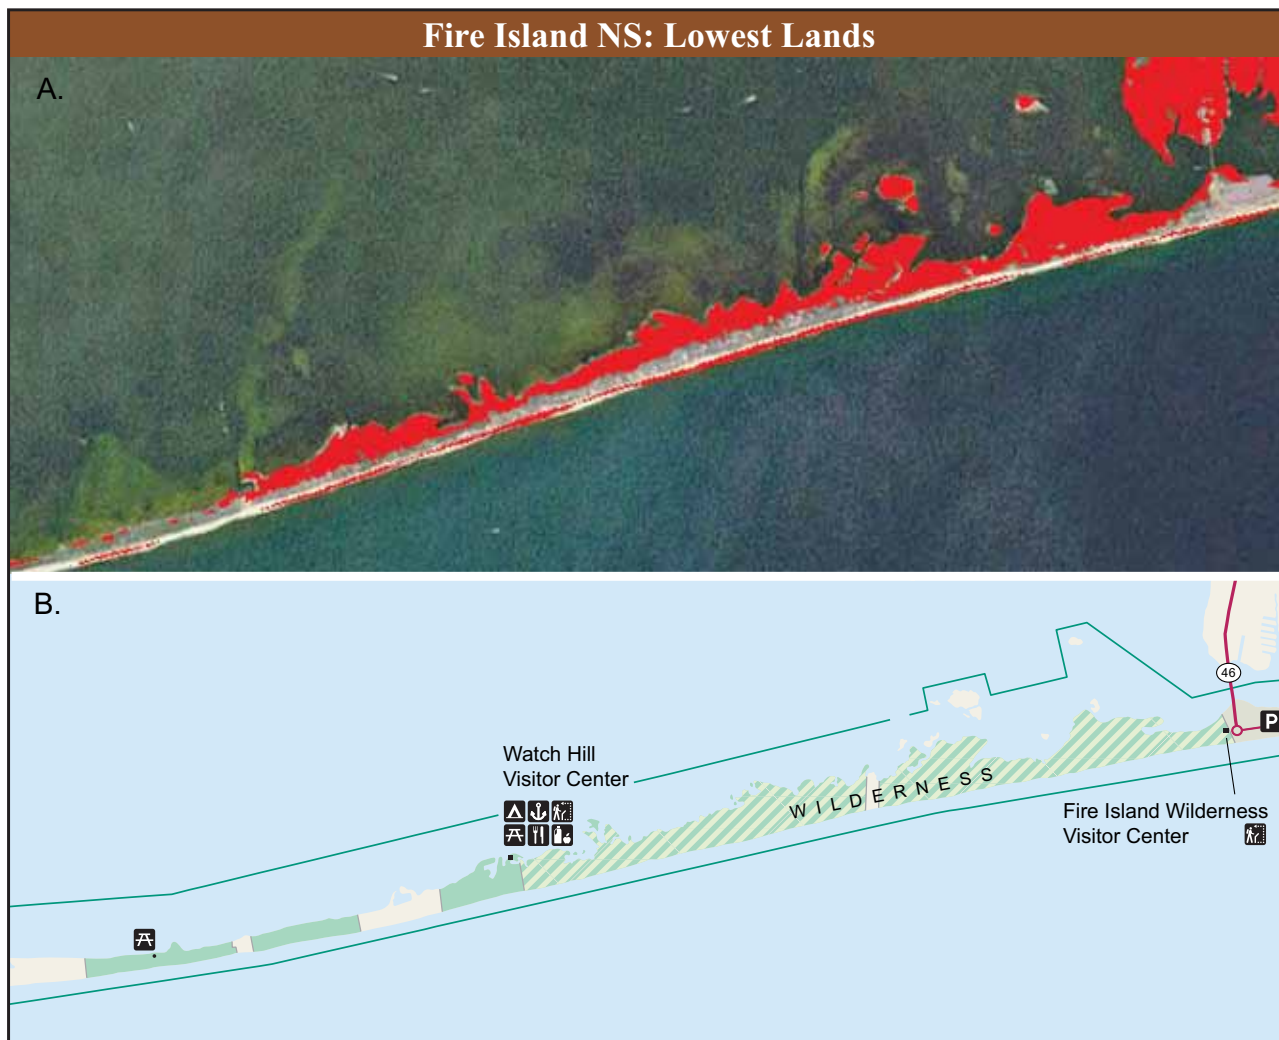 Fire Island NS: Lowest Lands
A.
B.
46
P
Watch Hill
Visitor Center
WILDERNESS
Fire Island Wilderness
Visitor Center